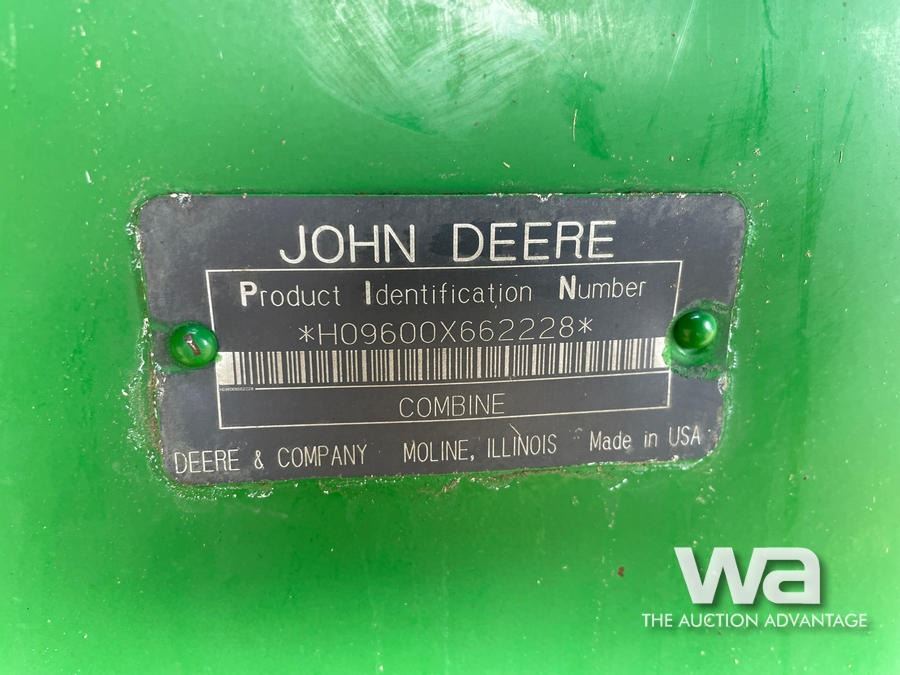 JOHN DEERE
Product Identification Number
*H09600X662228*
COMBINE
DEERE & COMPANY MOLINE, ILLINOIS Made in USA
wa
THE AUCTION ADVANTAGE